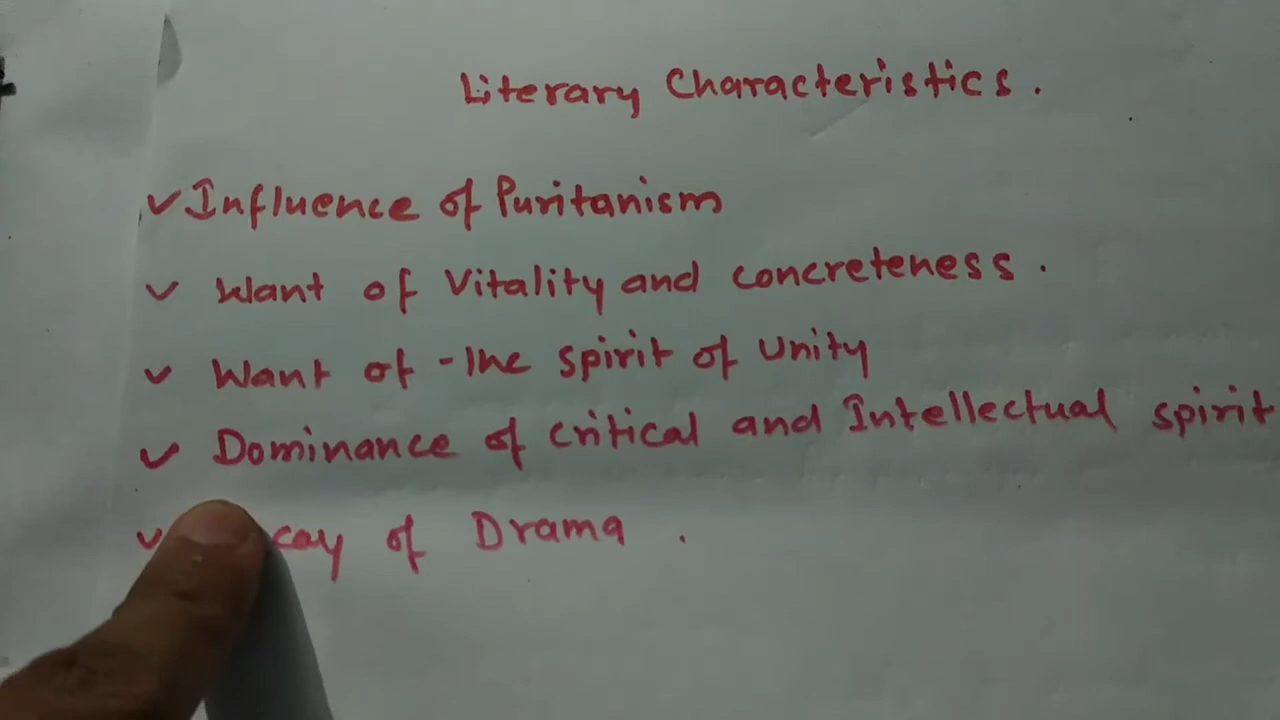 Literary Characteristics.
Influence of Puritanism
Want of Vitality and concreteness.
Want of the spirit of Unity
Dominance of critical and Intellectual spirit
of Drama.